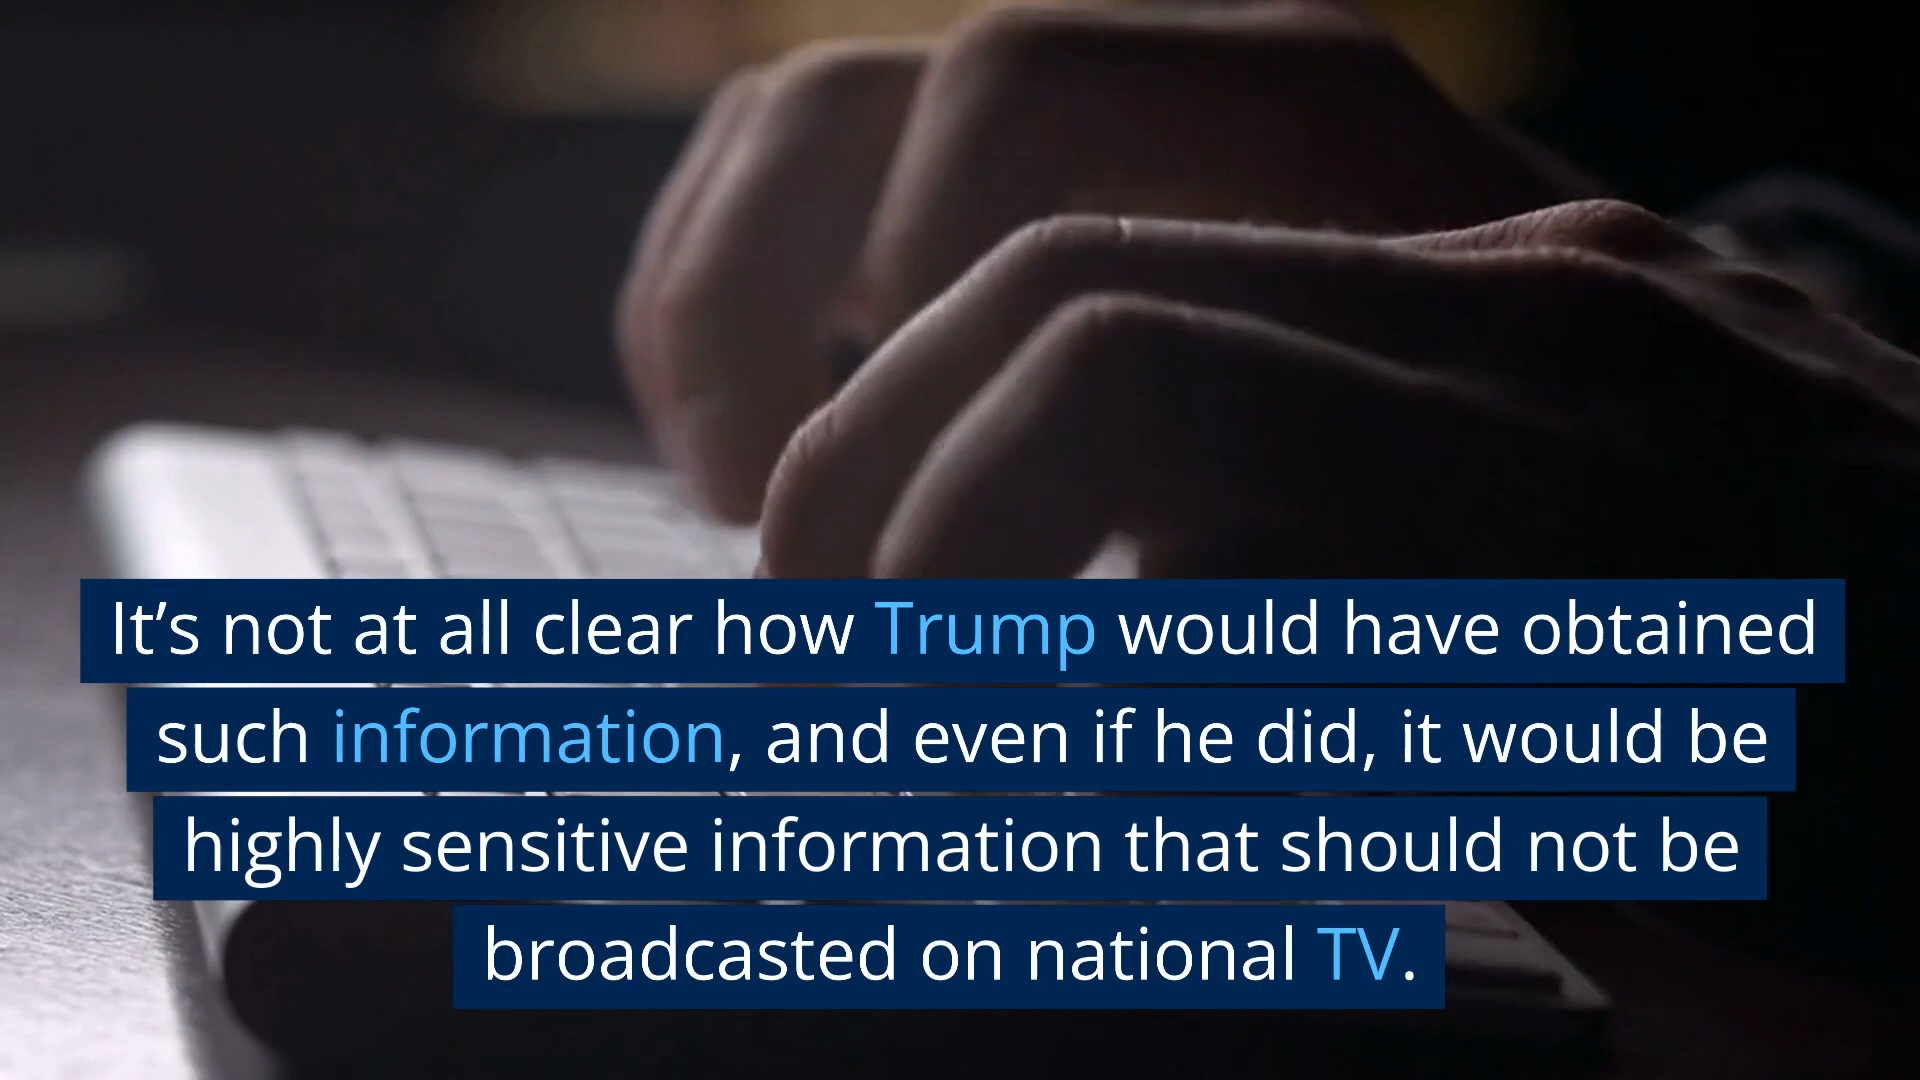 It’s not at all clear how Trump would have obtained
such information, and even if he did, it would be
highly sensitive information that should not be
broadcasted on national TV.